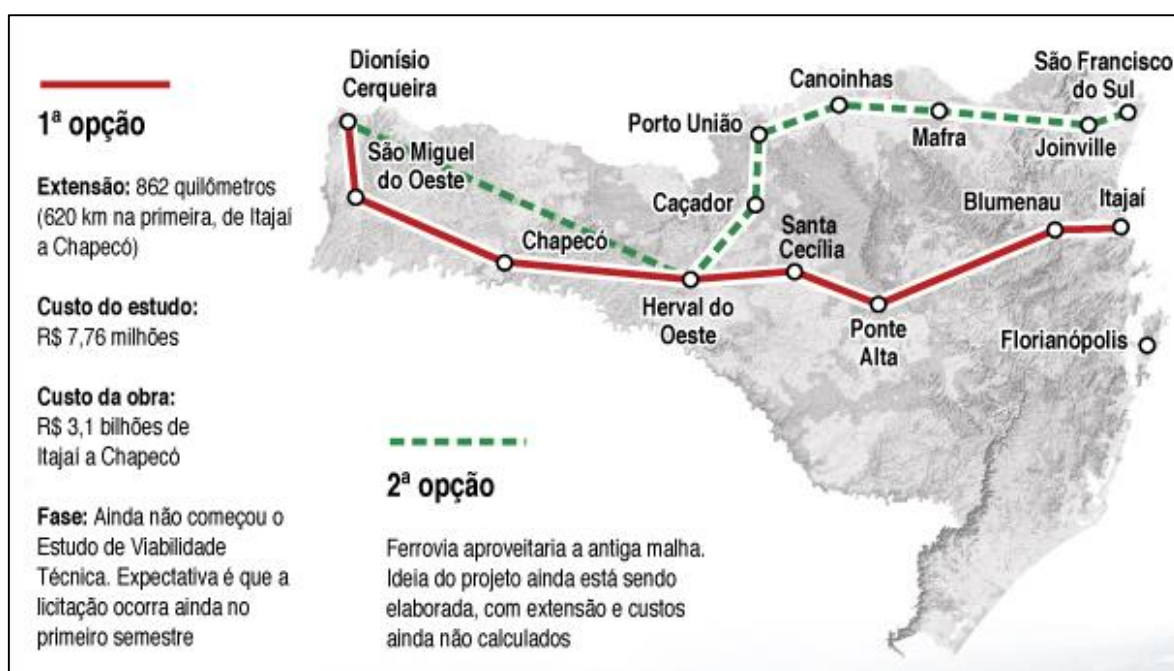 1ª opção
Extensão: 862 quilômetros
(620 km na primeira, de Itajaí
a Chapecó)
Custo do estudo:
R$ 7,76 milhões
Custo da obra:
R$ 3,1 bilhões de
Itajaí a Chapecó
Fase: Ainda não começou o
Estudo de Viabilidade
Técnica. Expectativa é que a
licitação ocorra ainda no
primeiro semestre
2ª opção
Ferrovia aproveitaria a antiga malha.
Ideia do projeto ainda está sendo
elaborada, com extensão e custos
ainda não calculados
Dionísio
Cerqueira
São Miguel
do Oeste
Chapecó
Herval do
Oeste
Caçador
Porto União
Canoinhas
Mafra
Joinville
São Francisco
do Sul
Santa
Cecília
Ponte
Alta
Blumenau
Itajaí
Florianópolis